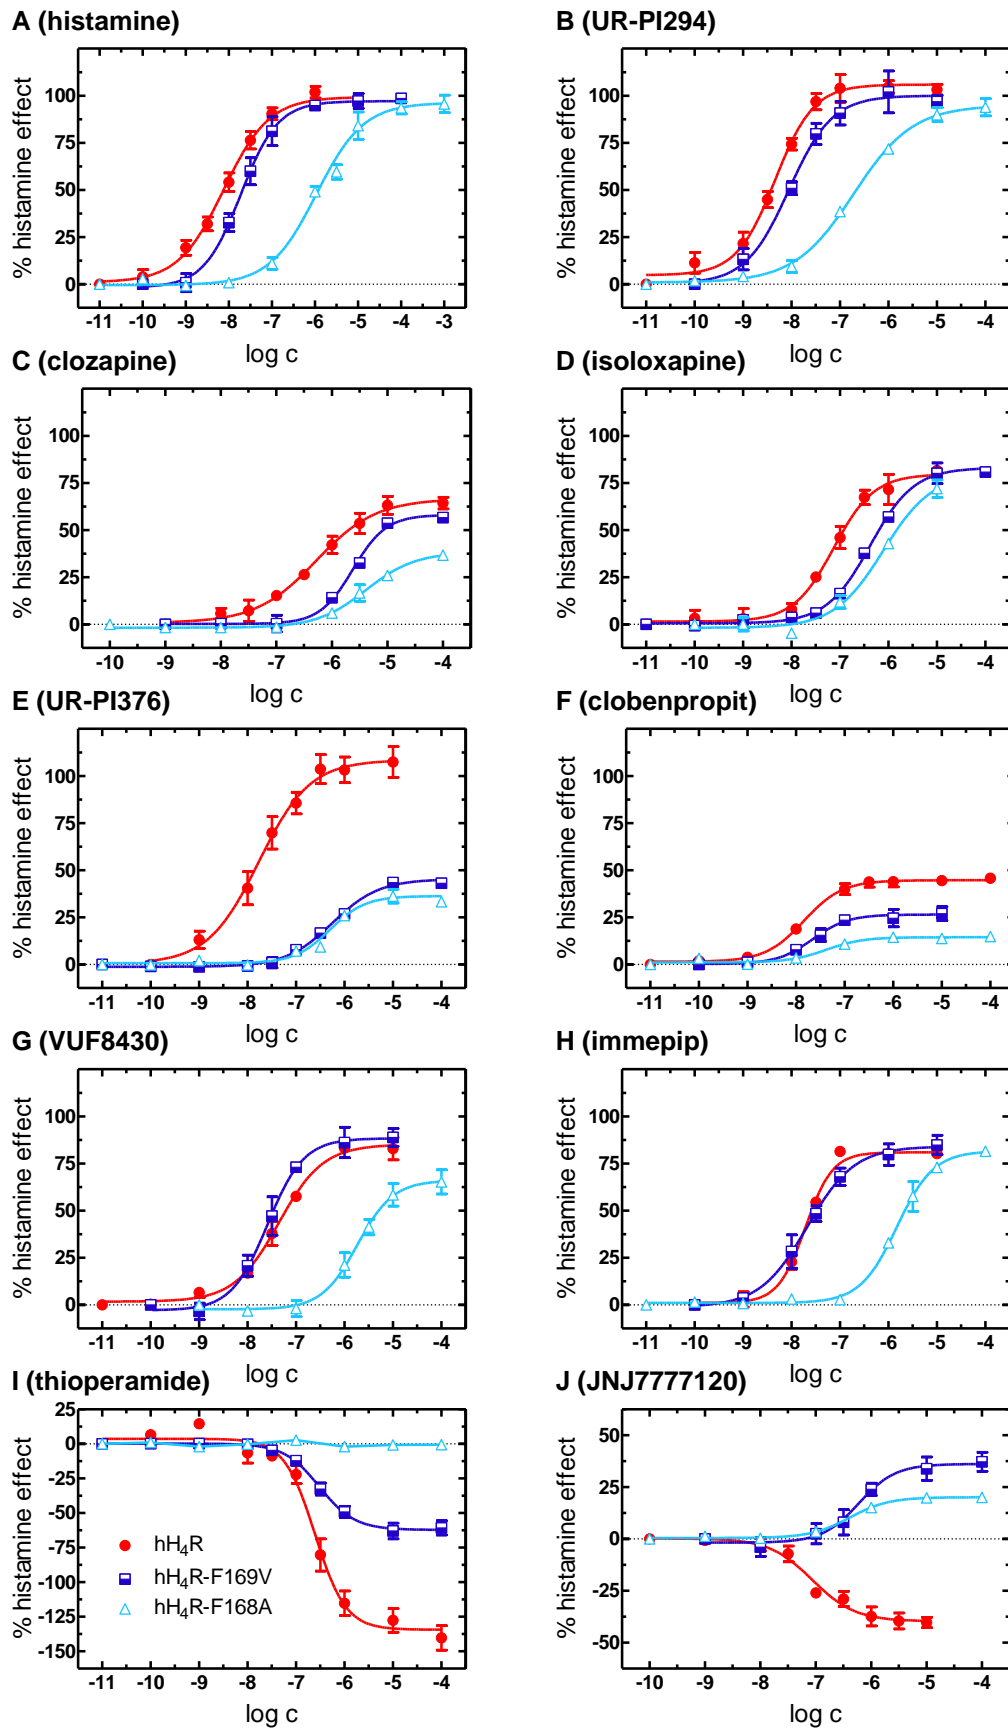 A (histamine)
% histamine effect
100
75
50
25
0
-11 -10 -9 -8 -7 -6 -5 -4 -3
log c
B (UR-PI294)
% histamine effect
100
75
50
25
0
-11 -10 -9 -8 -7 -6 -5 -4
log c
C (clozapine)
% histamine effect
100
75
50
25
0
-10 -9 -8 -7 -6 -5 -4
log c
D (isoloxapine)
% histamine effect
100
75
50
25
0
-11 -10 -9 -8 -7 -6 -5 -4
log c
E (UR-PI376)
% histamine effect
100
75
50
25
0
-11 -10 -9 -8 -7 -6 -5 -4
log c
F (clobenpropit)
% histamine effect
100
75
50
25
0
-11 -10 -9 -8 -7 -6 -5 -4
log c
G (VUF8430)
% histamine effect
100
75
50
25
0
-11 -10 -9 -8 -7 -6 -5 -4
log c
H (immepip)
% histamine effect
100
75
50
25
0
-11 -10 -9 -8 -7 -6 -5 -4
log c
I (thioperamide)
% histamine effect
25
0
-25
-50
-75
-100
-125
-150
hH₄R
hH₄R-F169V
hH₄R-F168A
-11 -10 -9 -8 -7 -6 -5 -4
log c
J (JNJ7777120)
% histamine effect
50
25
0
-25
-50
-10 -9 -8 -7 -6 -5 -4
log c